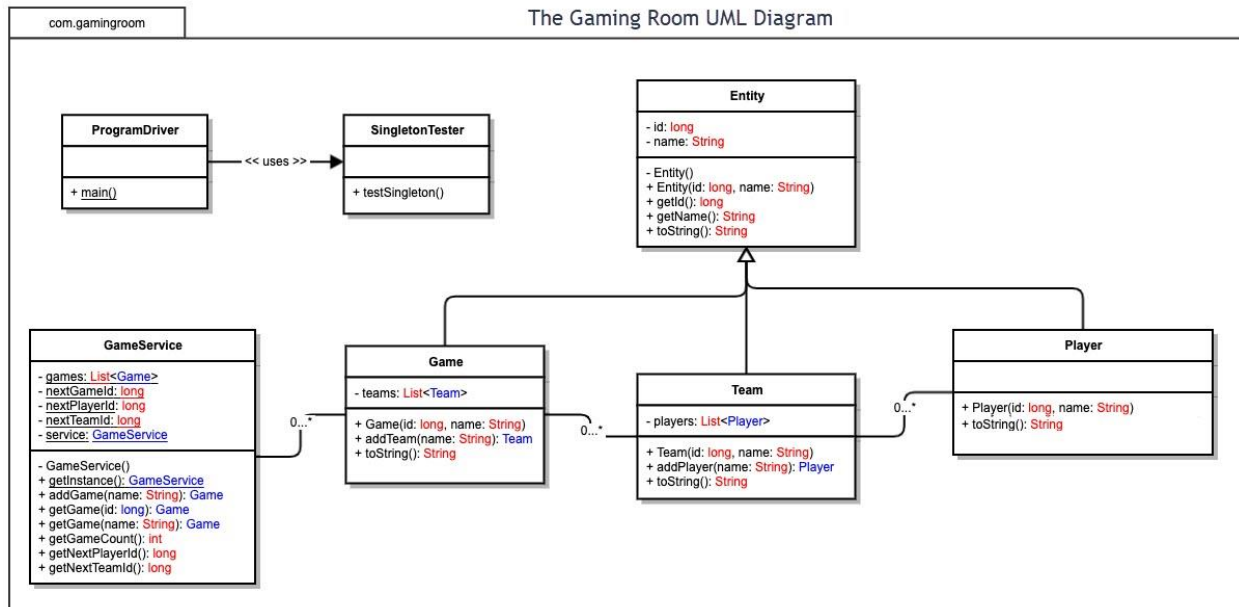 com.gamingroom
The Gaming Room UML Diagram
ProgramDriver
+ main()
<< uses >>
SingletonTester
+ testSingleton()
Entity
- id: long
- name: String
- Entity()
+ Entity(id: long, name: String)
+ getId(): long
+ getName(): String
+ toString(): String
GameService
- games: List<Game>
- nextGameId: long
- nextPlayerId: long
- nextTeamId: long
- service: GameService
- GameService()
+ getInstance(): GameService
+ addGame(name: String): Game
+ getGame(id: long): Game
+ getGame(name: String): Game
+ getGameCount(): int
+ getNextPlayerId(): long
+ getNextTeamId(): long
0...*
Game
- teams: List<Team>
+ Game(id: long, name: String)
+ addTeam(name: String): Team
+ toString(): String
0...*
Team
- players: List<Player>
+ Team(id: long, name: String)
+ addPlayer(name: String): Player
+ toString(): String
0...*
Player
+ Player(id: long, name: String)
+ toString(): String